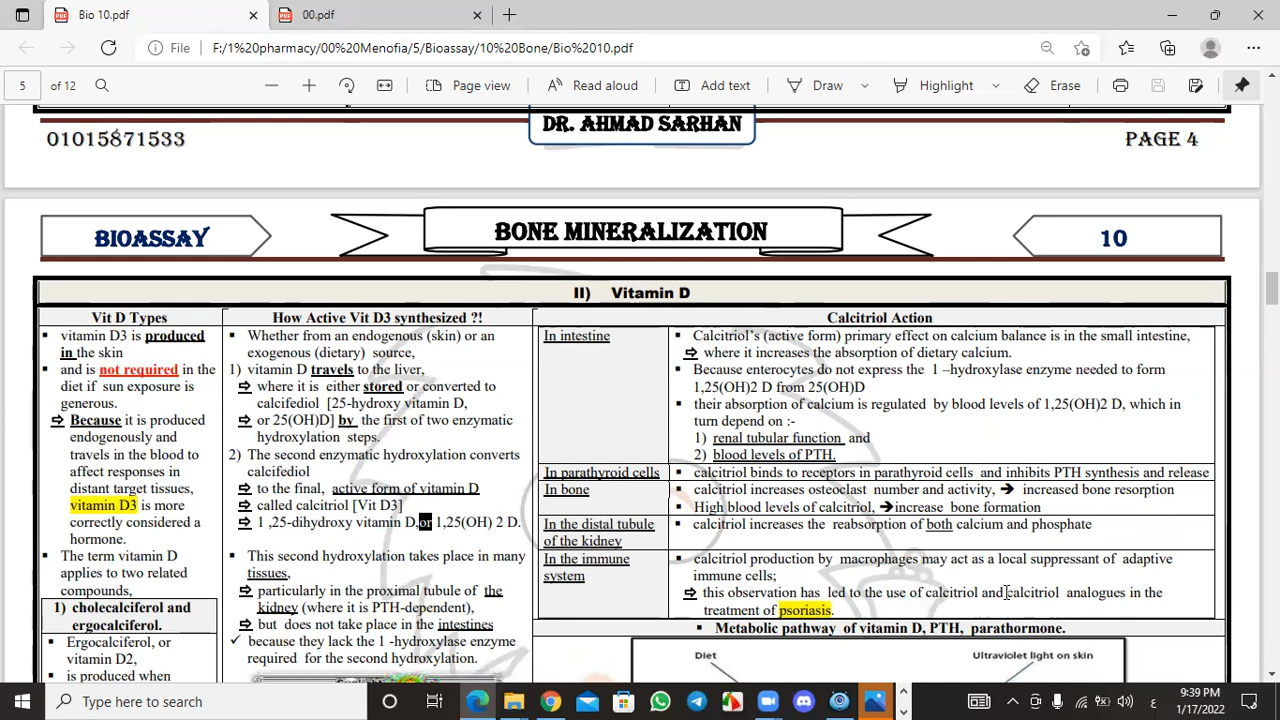 Bio 10.pdf
00.pdf
File
F:/1%20pharmacy/00%20Menofia/5/Bioassay/10%20Bone/Bio%2010.pdf
5 of 12
Page view
Read aloud
Add text
Draw
Highlight
Erase
01015871533
DR. AHMAD SARHAN
PAGE 4
BIOASSAY
BONE MINERALIZATION
10
II) Vitamin D
Vit D Types
▪ vitamin D3 is produced
in the skin
▪ and is not required in the
diet if sun exposure is
generous.
⇨ Because it is produced
endogenously and
travels in the blood to
affect responses in
distant target tissues,
vitamin D3 is more
correctly considered a
hormone.
▪ The term vitamin D
applies to two related
compounds,
1) cholecalciferol and
ergocalciferol.
▪ Ergocalciferol, or
vitamin D2,
▪ is produced when
How Active Vit D3 synthesized ?!
▪ Whether from an endogenous (skin) or an
exogenous (dietary) source,
1) vitamin D travels to the liver,
⇨ where it is either stored or converted to
calcifediol [25-hydroxy vitamin D,
⇨ or 25(OH)D] by the first of two enzymatic
hydroxylation steps.
2) The second enzymatic hydroxylation converts
calcifediol
⇨ to the final, active form of vitamin D
⇨ called calcitriol [Vit D3]
⇨ 1 ,25-dihydroxy vitamin D,or 1,25(OH) 2 D.
▪ This second hydroxylation takes place in many
tissues,
⇨ particularly in the proximal tubule of the
kidney (where it is PTH-dependent),
⇨ but does not take place in the intestines
✓ because they lack the 1 -hydroxylase enzyme
required for the second hydroxylation.
Calcitriol Action
In intestine
▪ Calcitriol’s (active form) primary effect on calcium balance is in the small intestine,
⇨ where it increases the absorption of dietary calcium.
▪ Because enterocytes do not express the 1 –hydroxylase enzyme needed to form
1,25(OH)2 D from 25(OH)D
▪ their absorption of calcium is regulated by blood levels of 1,25(OH)2 D, which in
turn depend on :-
1) renal tubular function and
2) blood levels of PTH.
In parathyroid cells
▪ calcitriol binds to receptors in parathyroid cells and inhibits PTH synthesis and release
In bone
▪ calcitriol increases osteoclast number and activity, ➔ increased bone resorption
▪ High blood levels of calcitriol, ➔increase bone formation
In the distal tubule
of the kidney
▪ calcitriol increases the reabsorption of both calcium and phosphate
In the immune
system
▪ calcitriol production by macrophages may act as a local suppressant of adaptive
immune cells;
⇨ this observation has led to the use of calcitriol and calcitriol analogues in the
treatment of psoriasis.
▪ Metabolic pathway of vitamin D, PTH, parathormone.
Diet
Ultraviolet light on skin
Type here to search
ع
9:39 PM
1/17/2022